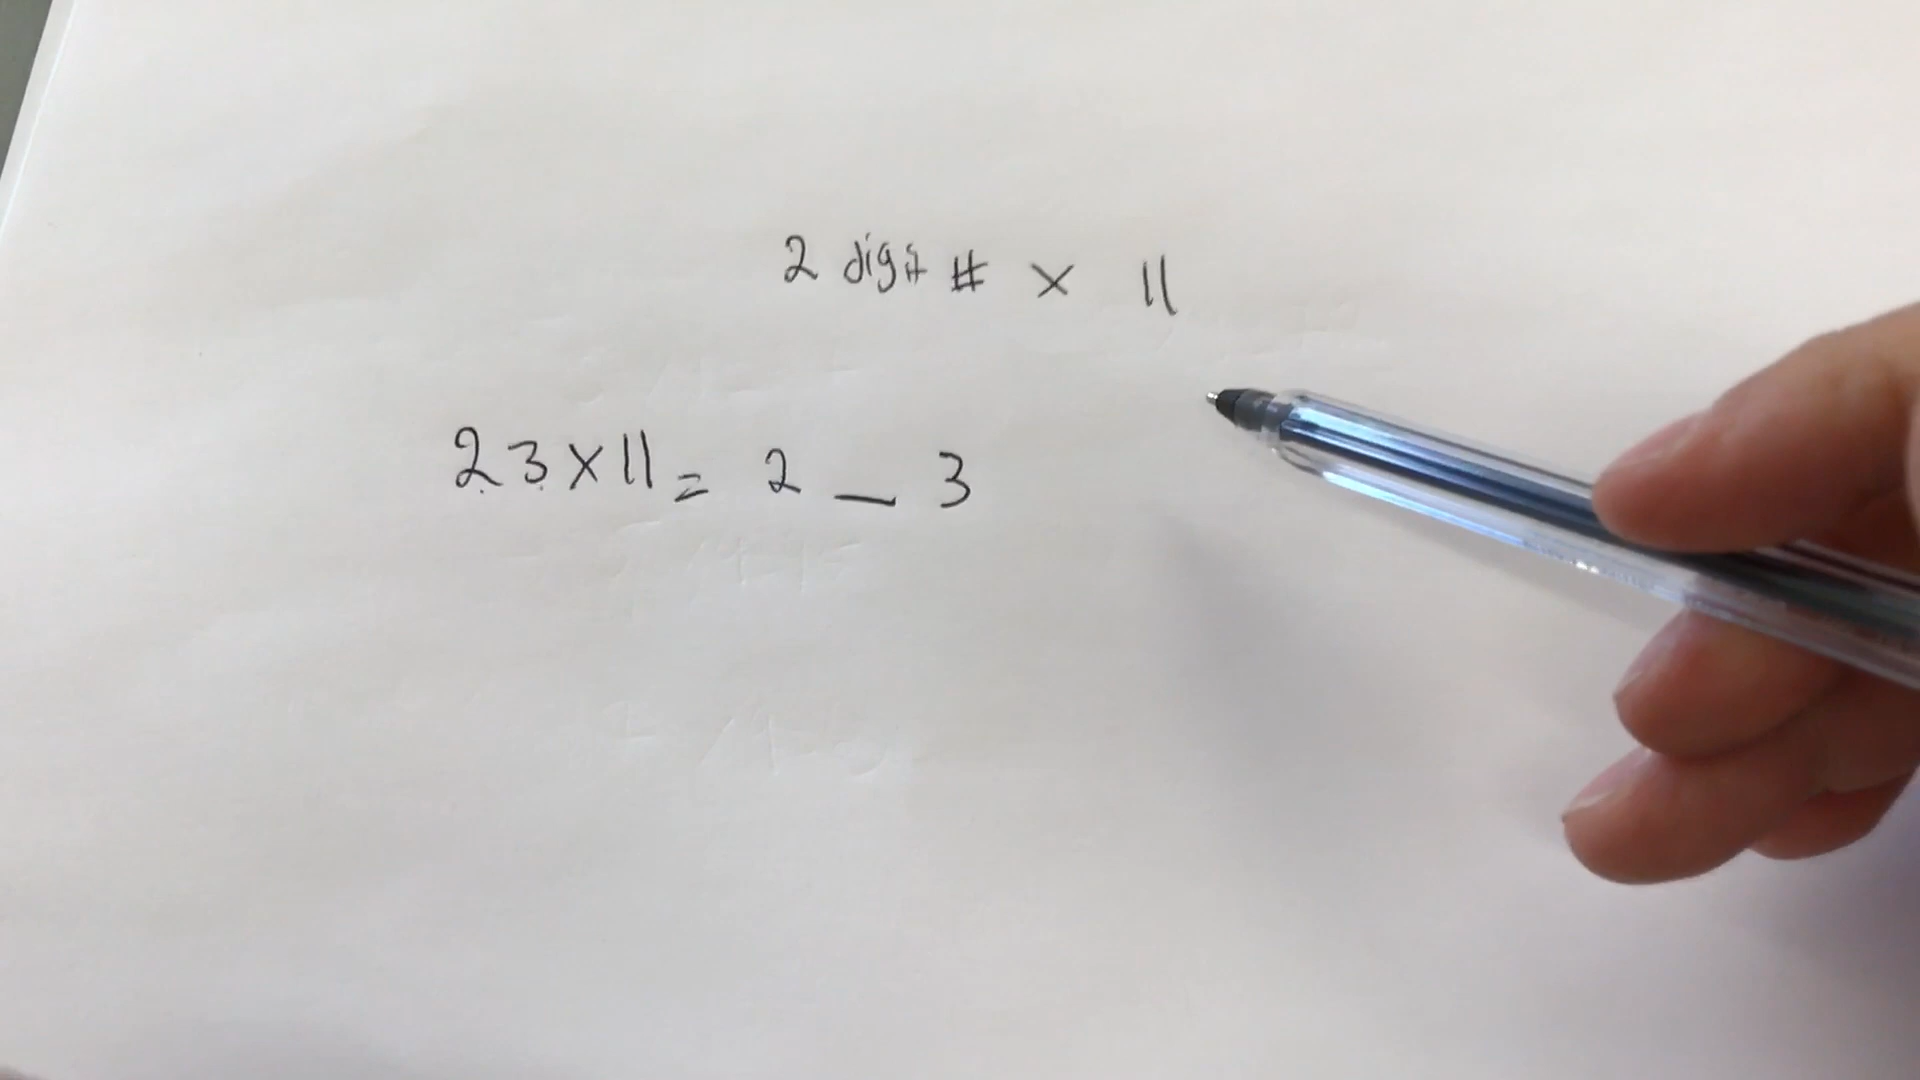 2 digit # × 11
23×11 = 2 _ 3